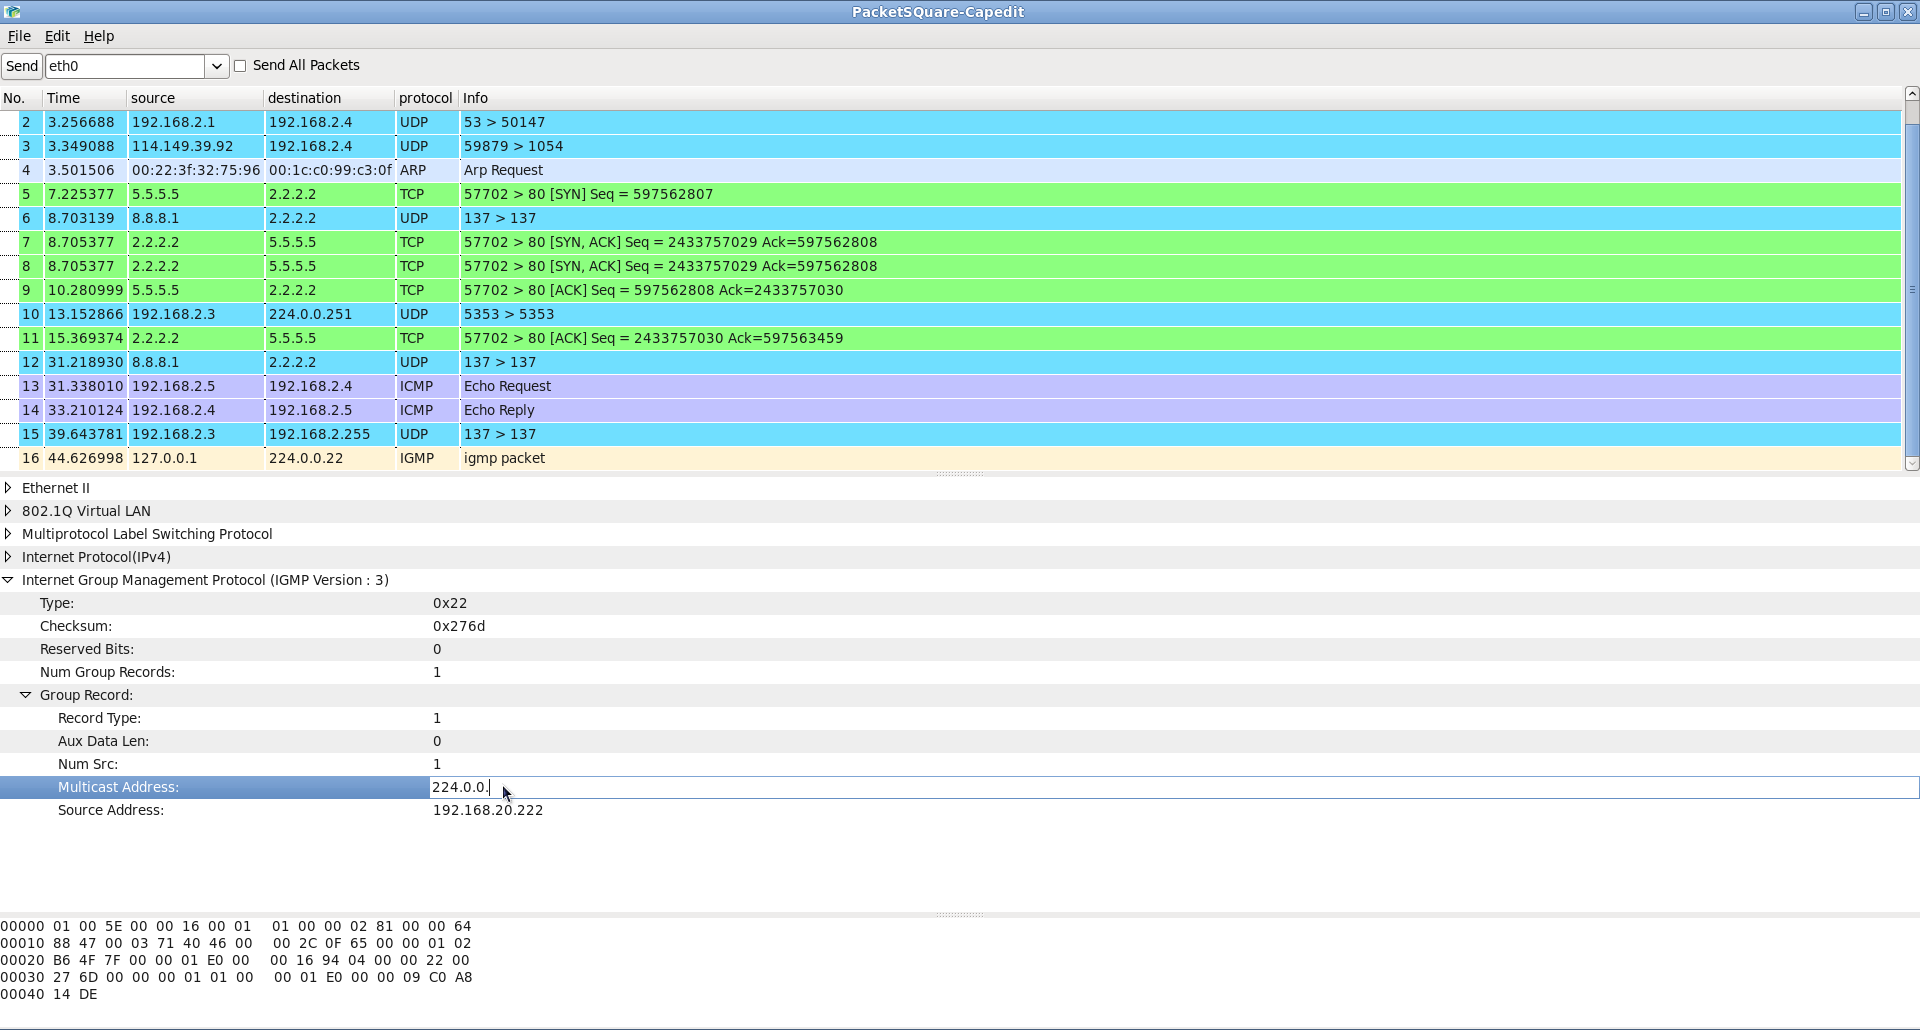 PacketSQuare-Capedit
File Edit Help
Send eth0 Send All Packets
No. Time source destination protocol Info
2 3.256688 192.168.2.1 192.168.2.4 UDP 53 > 50147
3 3.349088 114.149.39.92 192.168.2.4 UDP 59879 > 1054
4 3.501506 00:22:3f:32:75:96 00:1c:c0:99:c3:0f ARP Arp Request
5 7.225377 5.5.5.5 2.2.2.2 TCP 57702 > 80 [SYN] Seq = 597562807
6 8.703139 8.8.8.1 2.2.2.2 UDP 137 > 137
7 8.705377 2.2.2.2 5.5.5.5 TCP 57702 > 80 [SYN, ACK] Seq = 2433757029 Ack=597562808
8 8.705377 2.2.2.2 5.5.5.5 TCP 57702 > 80 [SYN, ACK] Seq = 2433757029 Ack=597562808
9 10.280999 5.5.5.5 2.2.2.2 TCP 57702 > 80 [ACK] Seq = 597562808 Ack=2433757030
10 13.152866 192.168.2.3 224.0.0.251 UDP 5353 > 5353
11 15.369374 2.2.2.2 5.5.5.5 TCP 57702 > 80 [ACK] Seq = 2433757030 Ack=597563459
12 31.218930 8.8.8.1 2.2.2.2 UDP 137 > 137
13 31.338010 192.168.2.5 192.168.2.4 ICMP Echo Request
14 33.210124 192.168.2.4 192.168.2.5 ICMP Echo Reply
15 39.643781 192.168.2.3 192.168.2.255 UDP 137 > 137
16 44.626998 127.0.0.1 224.0.0.22 IGMP igmp packet
Ethernet II
802.1Q Virtual LAN
Multiprotocol Label Switching Protocol
Internet Protocol(IPv4)
Internet Group Management Protocol (IGMP Version : 3)
Type: 0x22
Checksum: 0x276d
Reserved Bits: 0
Num Group Records: 1
Group Record:
Record Type: 1
Aux Data Len: 0
Num Src: 1
Multicast Address: 224.0.0.
Source Address: 192.168.20.222
00000 01 00 5E 00 00 16 00 01 01 00 00 02 81 00 00 64
00010 88 47 00 03 71 40 46 00 00 2C 0F 65 00 00 01 02
00020 B6 4F 7F 00 00 01 E0 00 00 16 94 04 00 00 22 00
00030 27 6D 00 00 00 01 01 00 00 01 E0 00 00 09 C0 A8
00040 14 DE